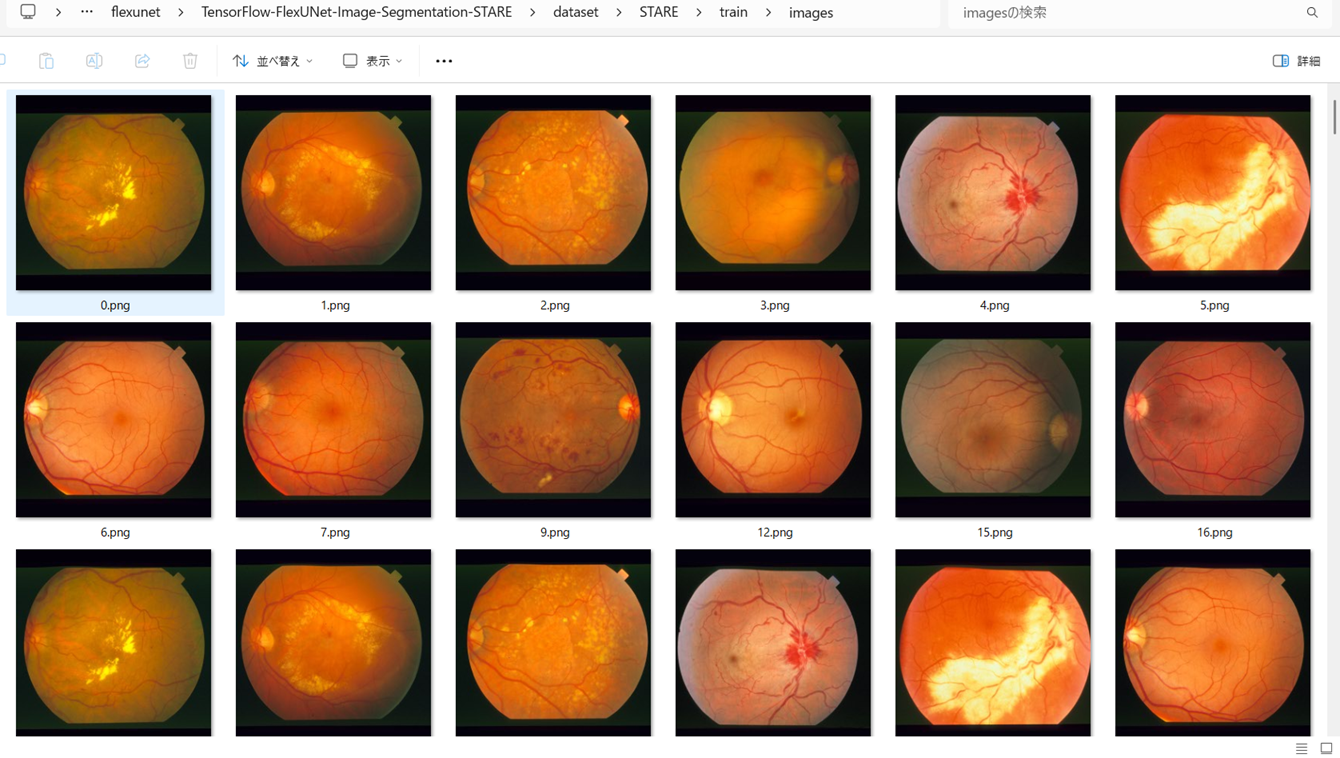 flexunet > TensorFlow-FlexUNet-Image-Segmentation-STARE > dataset > STARE > train > images imagesの検索
並べ替え 表示 詳細
0.png 1.png 2.png 3.png 4.png 5.png
6.png 7.png 9.png 12.png 15.png 16.png